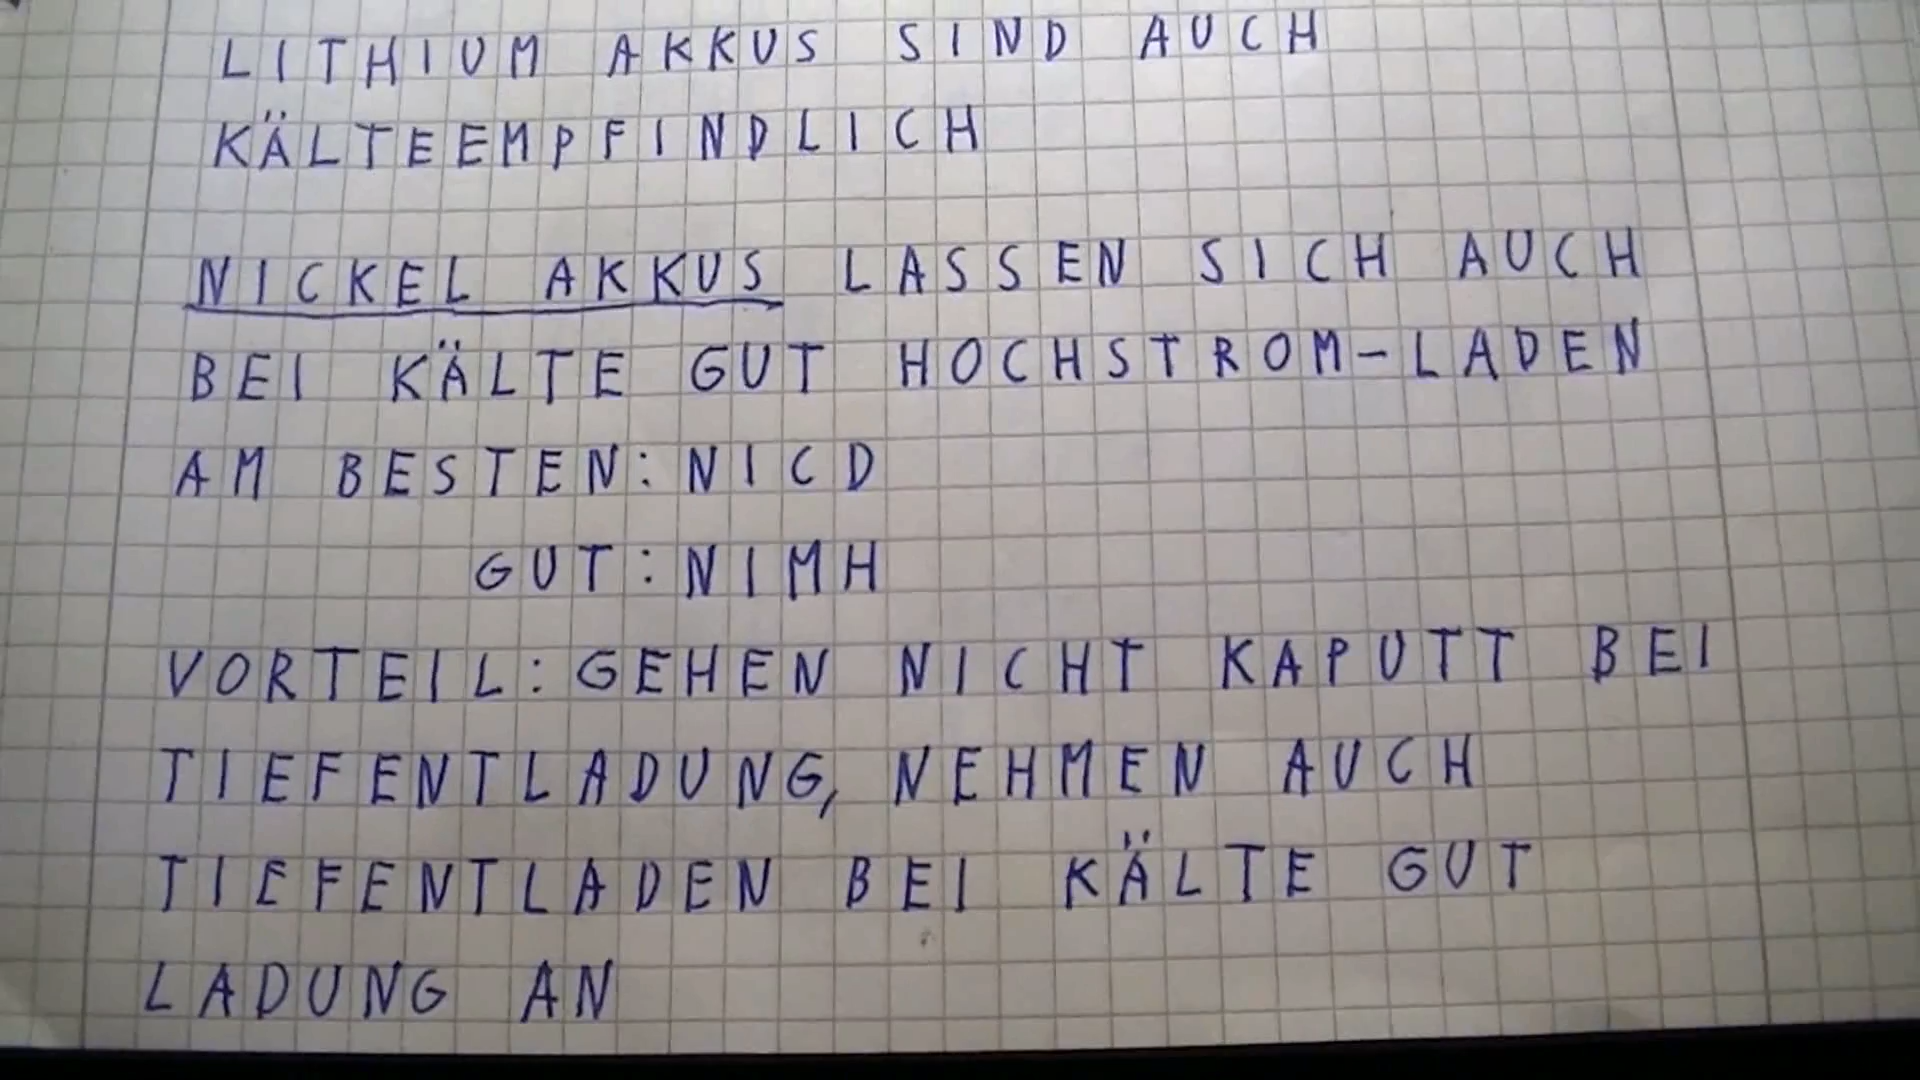 LITHIUM AKKUS SIND AUCH
KÄLTEEMPFINDLICH
NICKEL AKKUS LASSEN SICH AUCH
BEI KÄLTE GUT HOCHSTROM-LADEN
AM BESTEN: NICD
GUT: NIMH
VORTEIL: GEHEN NICHT KAPUTT BEI
TIEFENTLADUNG, NEHMEN AUCH
TIEFENTLADEN BEI KÄLTE GUT
LADUNG AN